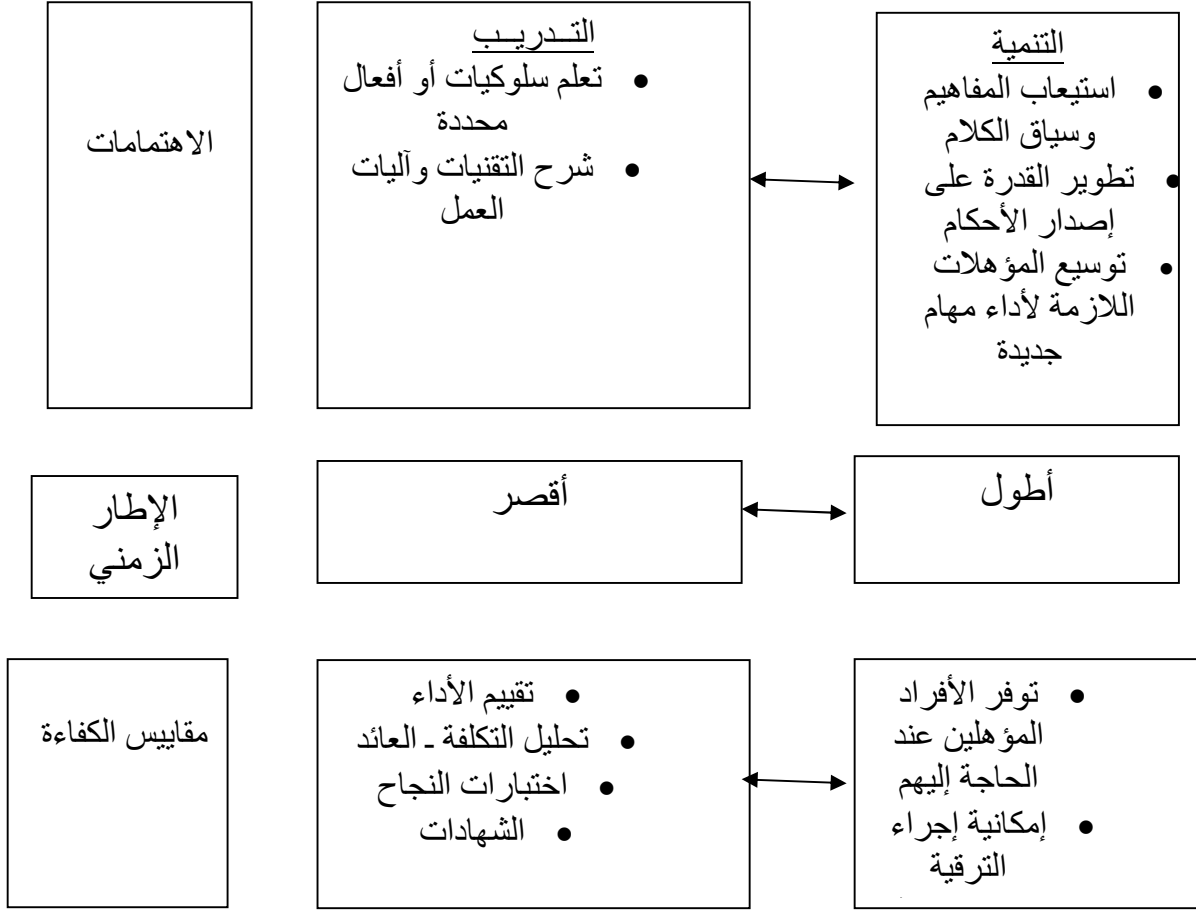 الاهتمامات
التــدريــب
• تعلم سلوكيات أو أفعال
محددة
• شرح التقنيات وآليات
العمل
التنمية
• استيعاب المفاهيم
وسياق الكلام
• تطوير القدرة على
إصدار الأحكام
• توسيع المؤهلات
اللازمة لأداء مهام
جديدة
الإطار
الزمني
أقصر
أطول
مقاييس الكفاءة
• تقييم الأداء
• تحليل التكلفة ـ العائد
• اختبارات النجاح
• الشهادات
• توفر الأفراد
المؤهلين عند
الحاجة إليهم
• إمكانية إجراء
الترقية